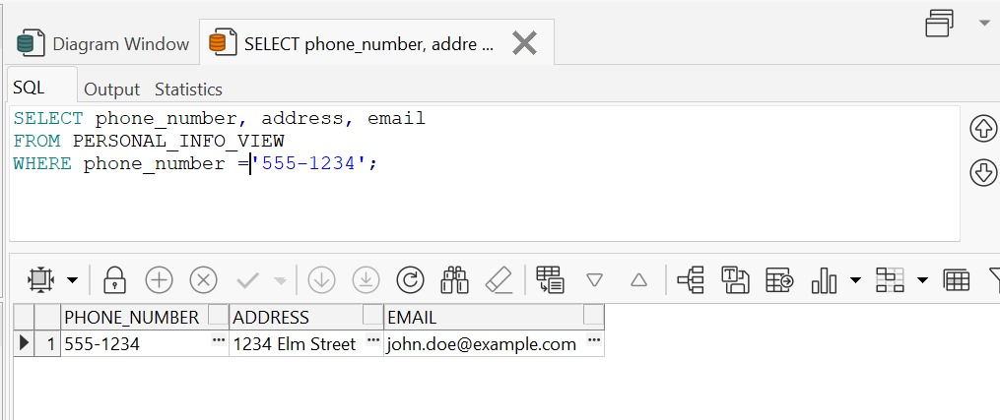 Diagram Window SELECT phone_number, addre ...
SQL Output Statistics
SELECT phone_number, address, email
FROM PERSONAL_INFO_VIEW
WHERE phone_number ='555-1234';
PHONE_NUMBER ADDRESS EMAIL
1 555-1234 ... 1234 Elm Street ... john.doe@example.com ...